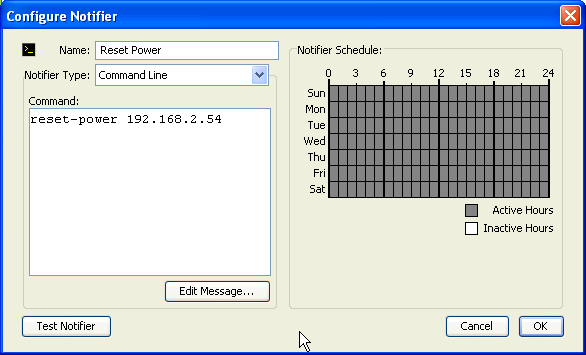 Configure Notifier
Name: Reset Power
Notifier Type: Command Line
Command:
reset-power 192.168.2.54
Edit Message...
Test Notifier
Notifier Schedule:
0 3 6 9 12 15 18 21 24
Sun
Mon
Tue
Wed
Thu
Fri
Sat
Active Hours
Inactive Hours
Cancel
OK